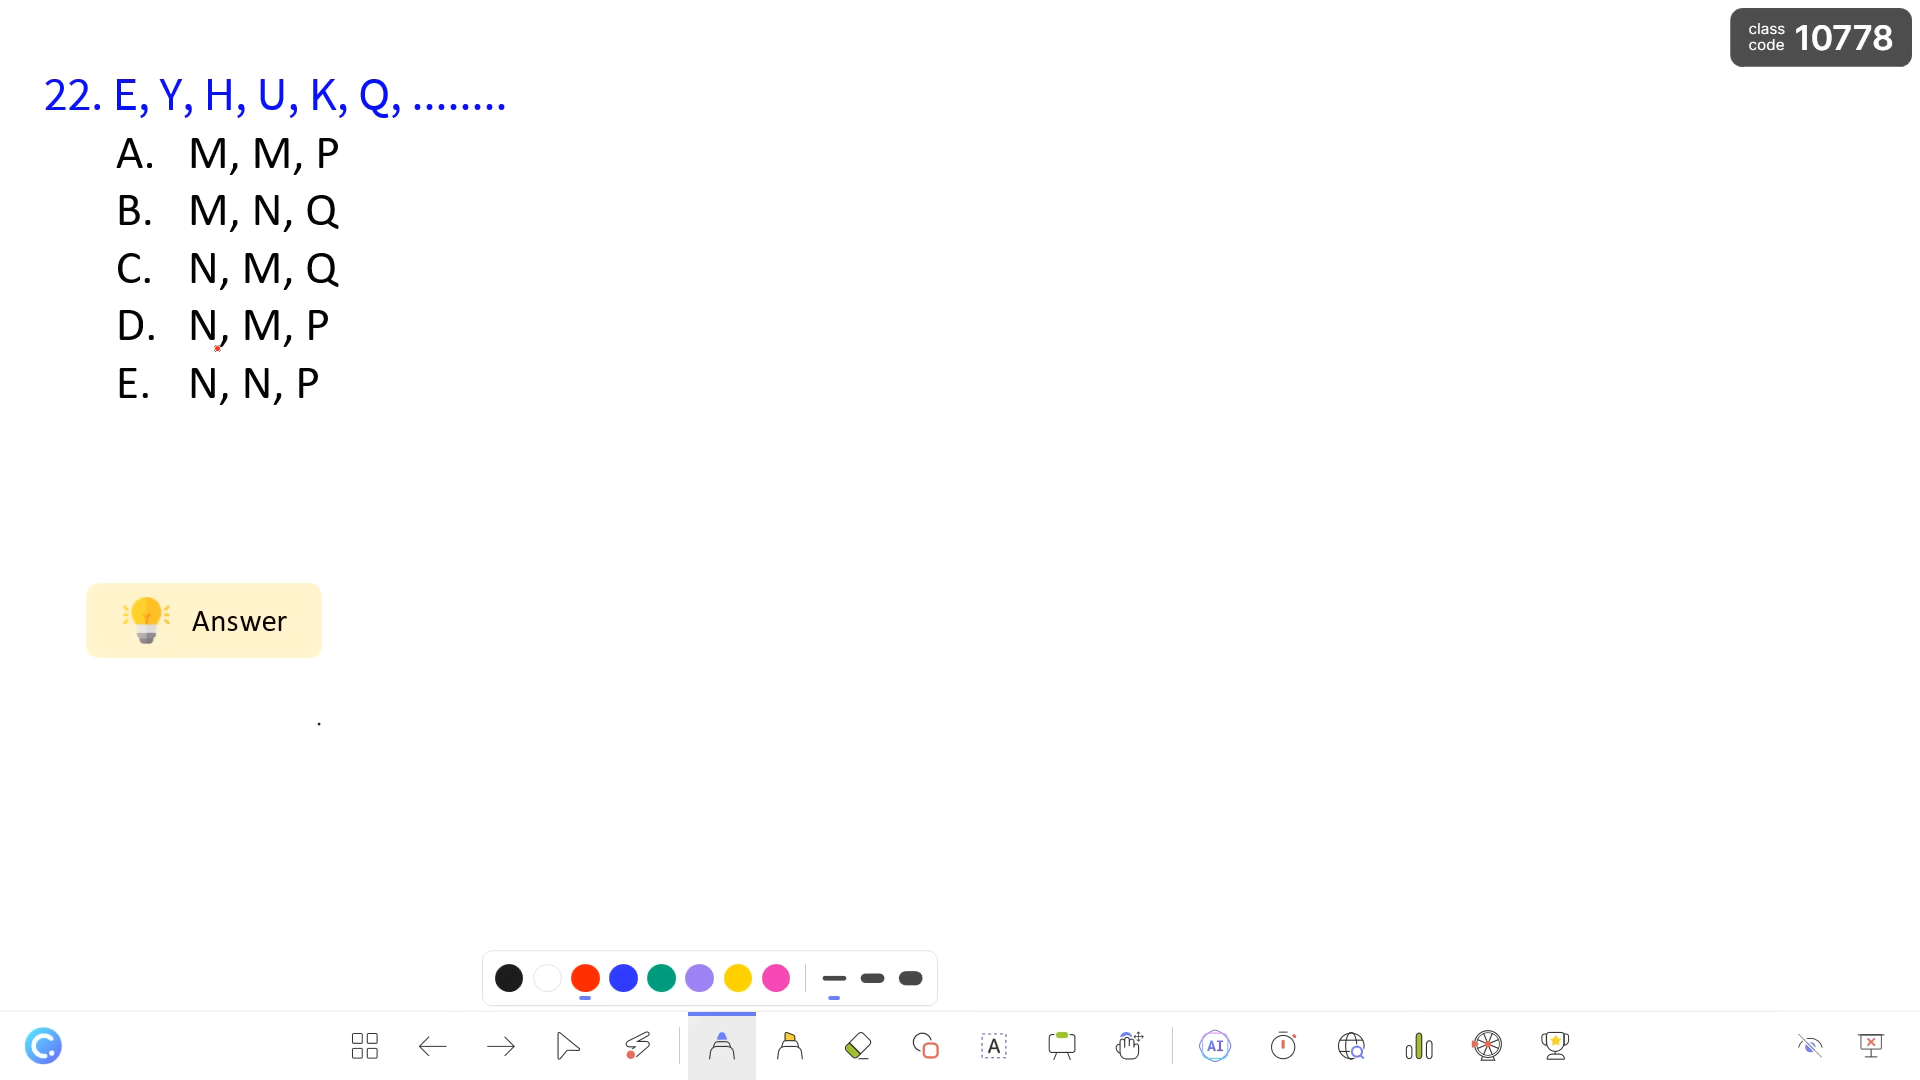 class
code 10778
22. E, Y, H, U, K, Q, ........
A. M, M, P
B. M, N, Q
C. N, M, Q
D. N, M, P
E. N, N, P
Answer
.
A
AI